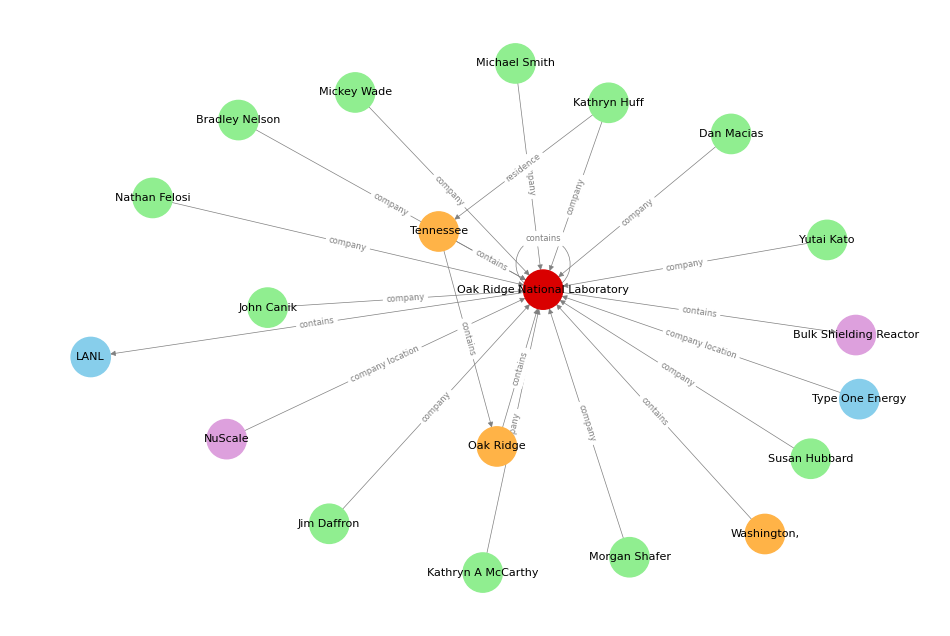 Michael Smith
Mickey Wade
Kathryn Huff
Bradley Nelson
Dan Macias
residence
company
company
company
Nathan Felosi
company
company
Tennessee
contains
Yutai Kato
company
contains
company
Oak Ridge National Laboratory
John Canik
company
contains
contains
Bulk Shielding Reactor
LANL
contains
company location
company location
contains
company
Type One Energy
company
contains
company
NuScale
Oak Ridge
Susan Hubbard
Jim Daffron
Washington,
Kathryn A McCarthy
Morgan Shafer